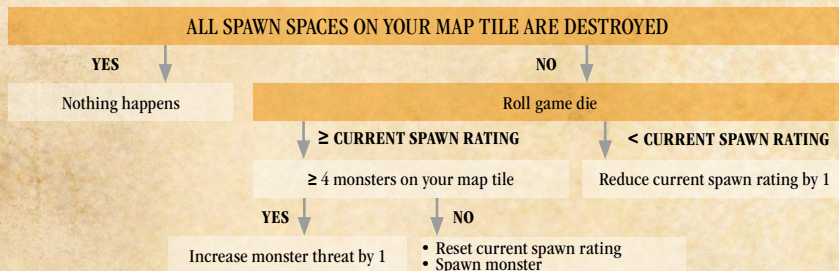 ALL SPAWN SPACES ON YOUR MAP TILE ARE DESTROYED
YES
NO
Nothing happens
Roll game die
≥ CURRENT SPAWN RATING
< CURRENT SPAWN RATING
≥ 4 monsters on your map tile
Reduce current spawn rating by 1
YES
NO
Increase monster threat by 1
• Reset current spawn rating
• Spawn monster